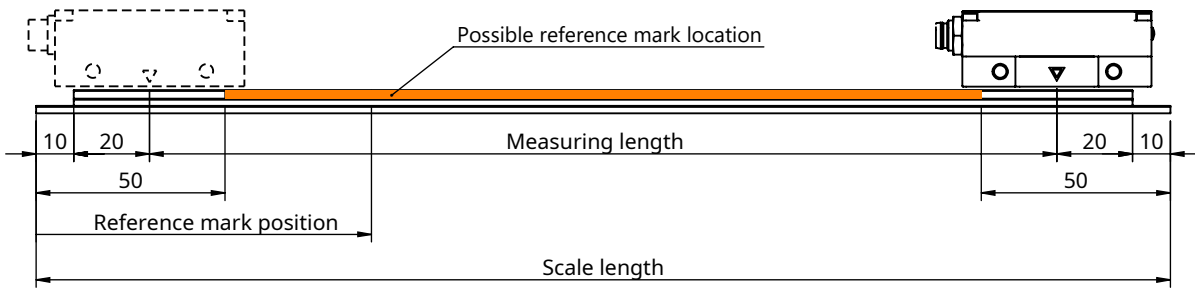 Possible reference mark location
10 20 Measuring length 20 10
50 50
Reference mark position
Scale length